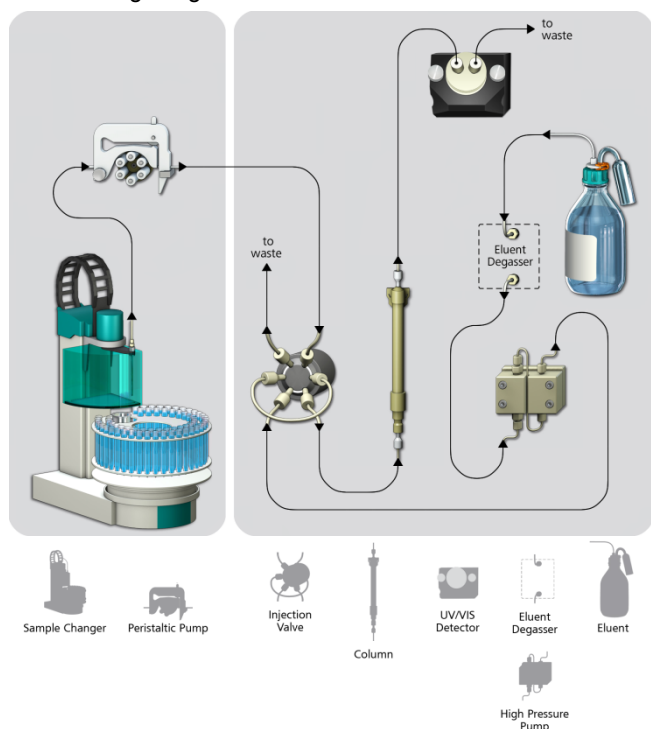 to
waste
to
waste
Eluent
Degasser
Sample Changer
Peristaltic Pump
Injection
Valve
Column
UV/VIS
Detector
Eluent
Degasser
Eluent
High Pressure
Pump